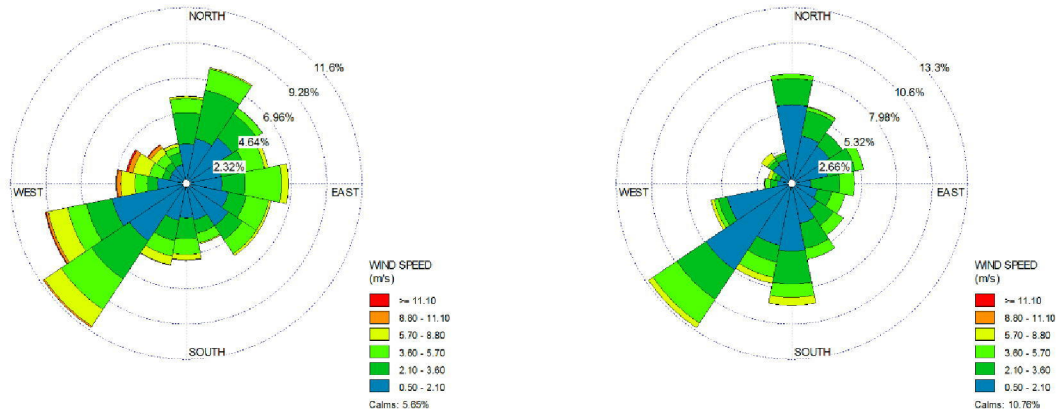 NORTH
11.6%
9.28%
6.96%
4.64%
2.32%
WEST
EAST
SOUTH
WIND SPEED
(m/s)
>= 11.10
8.80 - 11.10
5.70 - 8.80
3.60 - 5.70
2.10 - 3.60
0.50 - 2.10
Calms: 5.65%
NORTH
13.3%
10.6%
7.98%
5.32%
2.66%
WEST
EAST
SOUTH
WIND SPEED
(m/s)
>= 11.10
8.80 - 11.10
5.70 - 8.80
3.60 - 5.70
2.10 - 3.60
0.50 - 2.10
Calms: 10.76%